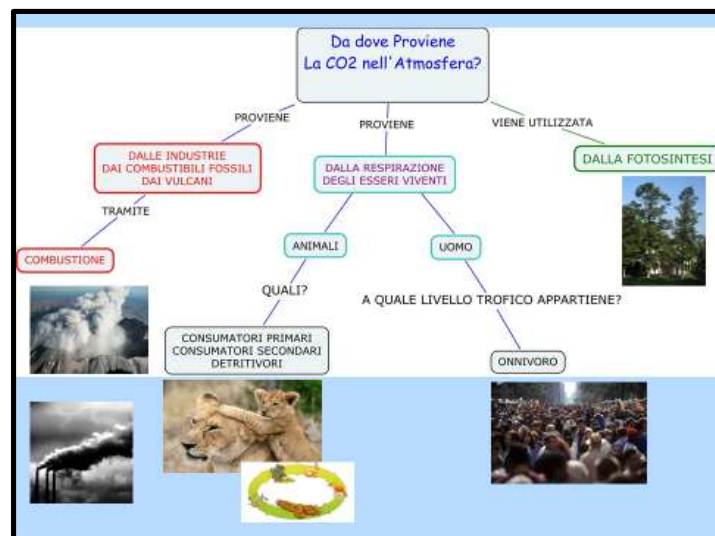 Da dove Proviene
La CO2 nell'Atmosfera?
PROVIENE
PROVIENE
VIENE UTILIZZATA
DALLE INDUSTRIE
DAI COMBUSTIBILI FOSSILI
DAI VULCANI
DALLA RESPIRAZIONE
DEGLI ESSERI VIVENTI
DALLA FOTOSINTESI
TRAMITE
COMBUSTIONE
ANIMALI
UOMO
QUALI?
A QUALE LIVELLO TROFICO APPARTIENE?
CONSUMATORI PRIMARI
CONSUMATORI SECONDARI
DETRITIVORI
ONNIVORO